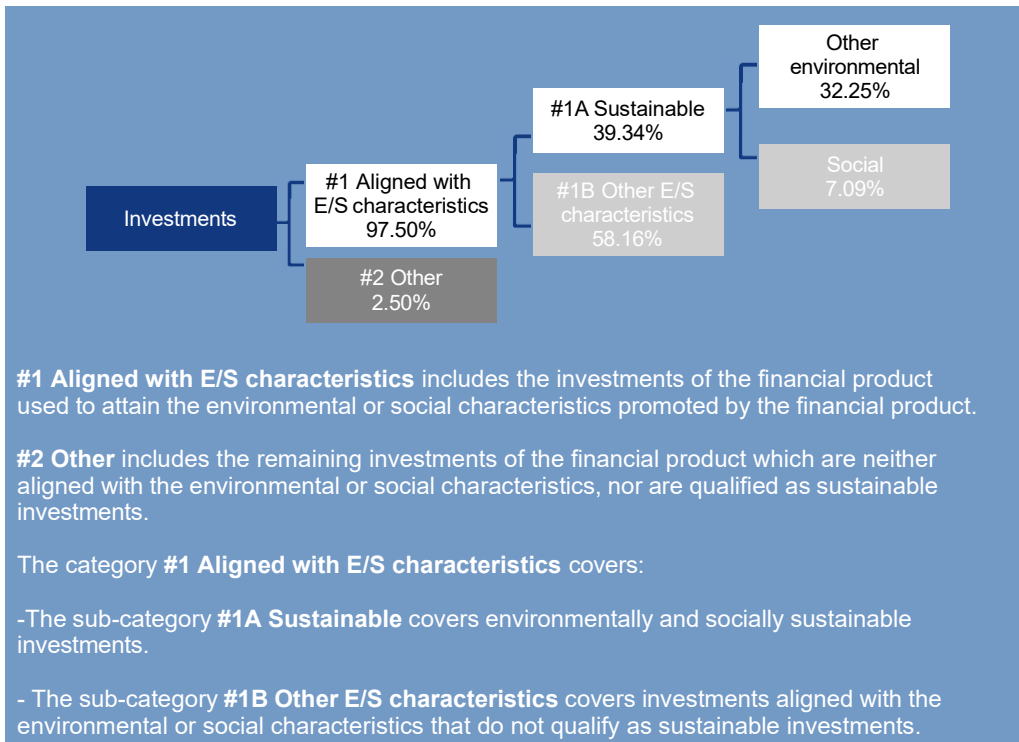 Other
environmental
32.25%
#1A Sustainable
39.34%
Social
7.09%
#1 Aligned with
E/S characteristics
97.50%
#1B Other E/S
characteristics
58.16%
Investments
#2 Other
2.50%
#1 Aligned with E/S characteristics includes the investments of the financial product
used to attain the environmental or social characteristics promoted by the financial product.
#2 Other includes the remaining investments of the financial product which are neither
aligned with the environmental or social characteristics, nor are qualified as sustainable
investments.
The category #1 Aligned with E/S characteristics covers:
-The sub-category #1A Sustainable covers environmentally and socially sustainable
investments.
- The sub-category #1B Other E/S characteristics covers investments aligned with the
environmental or social characteristics that do not qualify as sustainable investments.